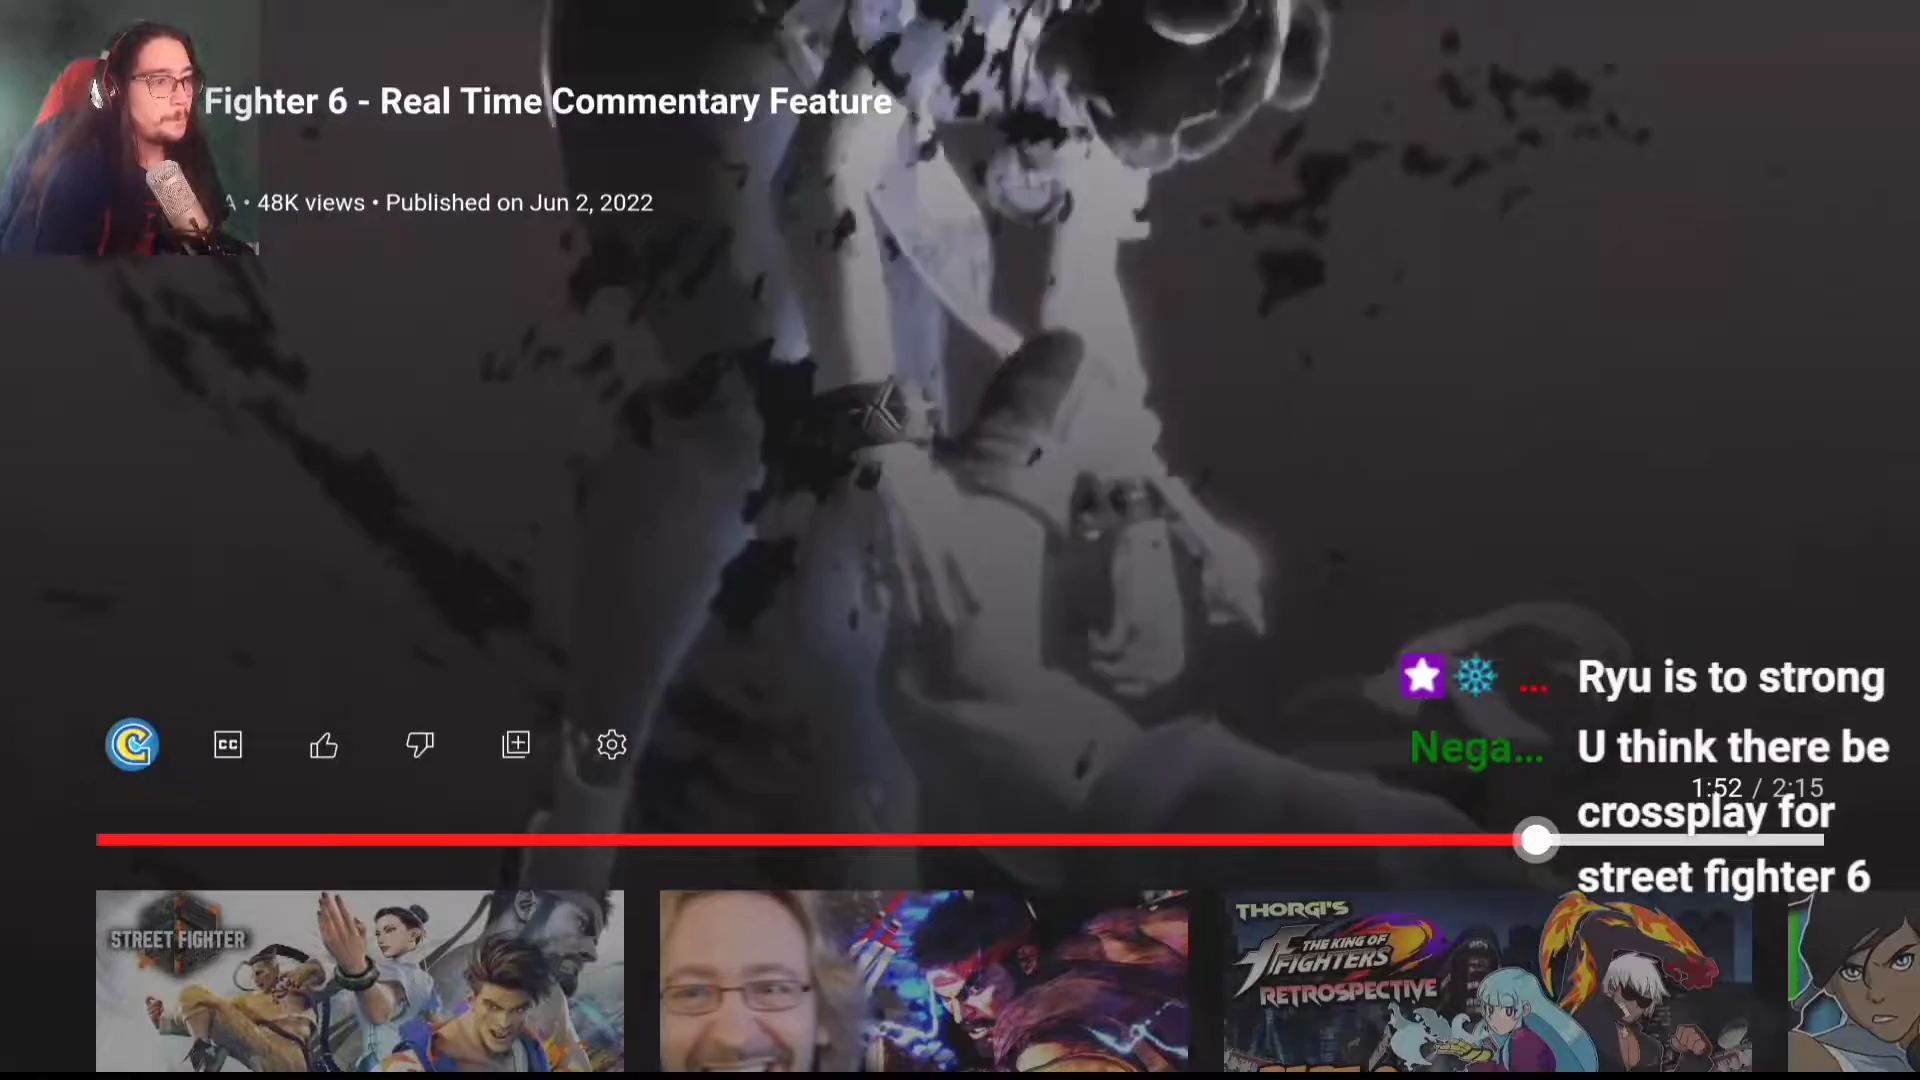 Fighter 6 - Real Time Commentary Feature
A • 48K views • Published on Jun 2, 2022
Ryu is to strong
Nega... U think there be
1:52 / 2:15
crossplay for
street fighter 6
CC
STREET FIGHTER
THORGI'S
THE KING OF
FIGHTERS
RETROSPECTIVE